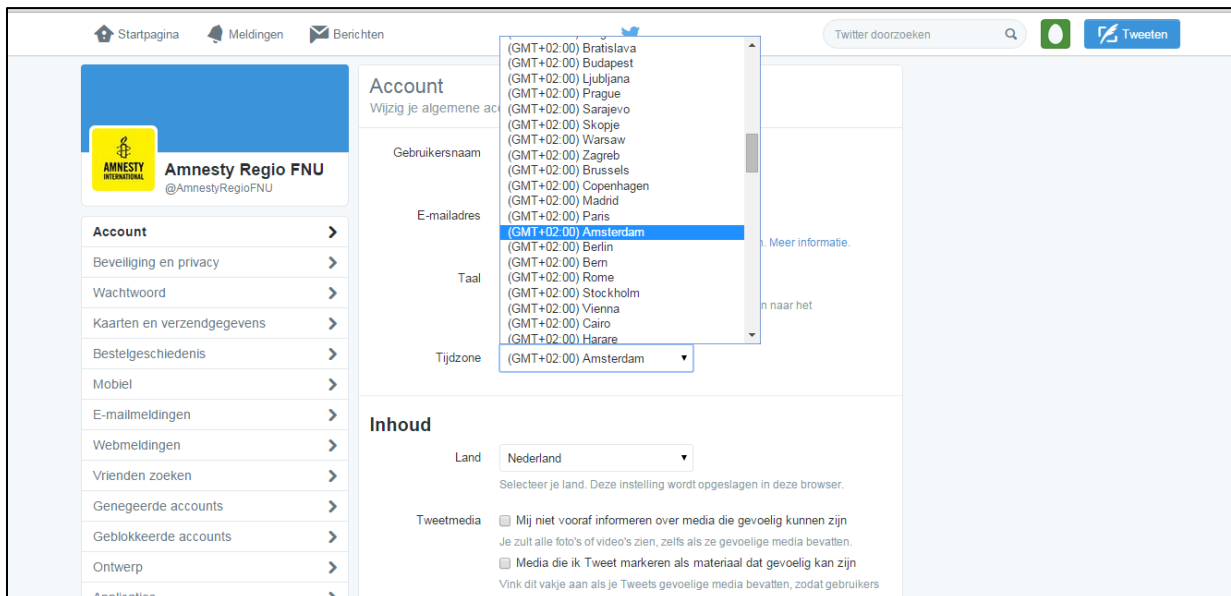 Startpagina
Meldingen
Berichten
Twitter doorzoeken
Tweeten
AMNESTY
INTERNATIONAL
Amnesty Regio FNU
@AmnestyRegioFNU
Account
Beveiliging en privacy
Wachtwoord
Kaarten en verzendgegevens
Bestelgeschiedenis
Mobiel
E-mailmeldingen
Webmeldingen
Vrienden zoeken
Genegeerde accounts
Geblokkeerde accounts
Ontwerp
Applicaties
Account
Wijzig je algemene
Gebruikersnaam
E-mailadres
. Meer informatie.
Taal
n naar het
(GMT+02:00) Bratislava
(GMT+02:00) Budapest
(GMT+02:00) Ljubljana
(GMT+02:00) Prague
(GMT+02:00) Sarajevo
(GMT+02:00) Skopje
(GMT+02:00) Warsaw
(GMT+02:00) Zagreb
(GMT+02:00) Brussels
(GMT+02:00) Copenhagen
(GMT+02:00) Madrid
(GMT+02:00) Paris
(GMT+02:00) Amsterdam
(GMT+02:00) Berlin
(GMT+02:00) Bern
(GMT+02:00) Rome
(GMT+02:00) Stockholm
(GMT+02:00) Vienna
(GMT+02:00) Cairo
(GMT+02:00) Harare
Tijdzone
(GMT+02:00) Amsterdam
Inhoud
Land
Nederland
Selecteer je land. Deze instelling wordt opgeslagen in deze browser.
Tweetmedia
Mij niet vooraf informeren over media die gevoelig kunnen zijn
Je zult alle foto's of video's zien, zelfs als ze gevoelige media bevatten.
Media die ik Tweet markeren als materiaal dat gevoelig kan zijn
Vink dit vakje aan als je Tweets gevoelige media bevatten, zodat gebruikers